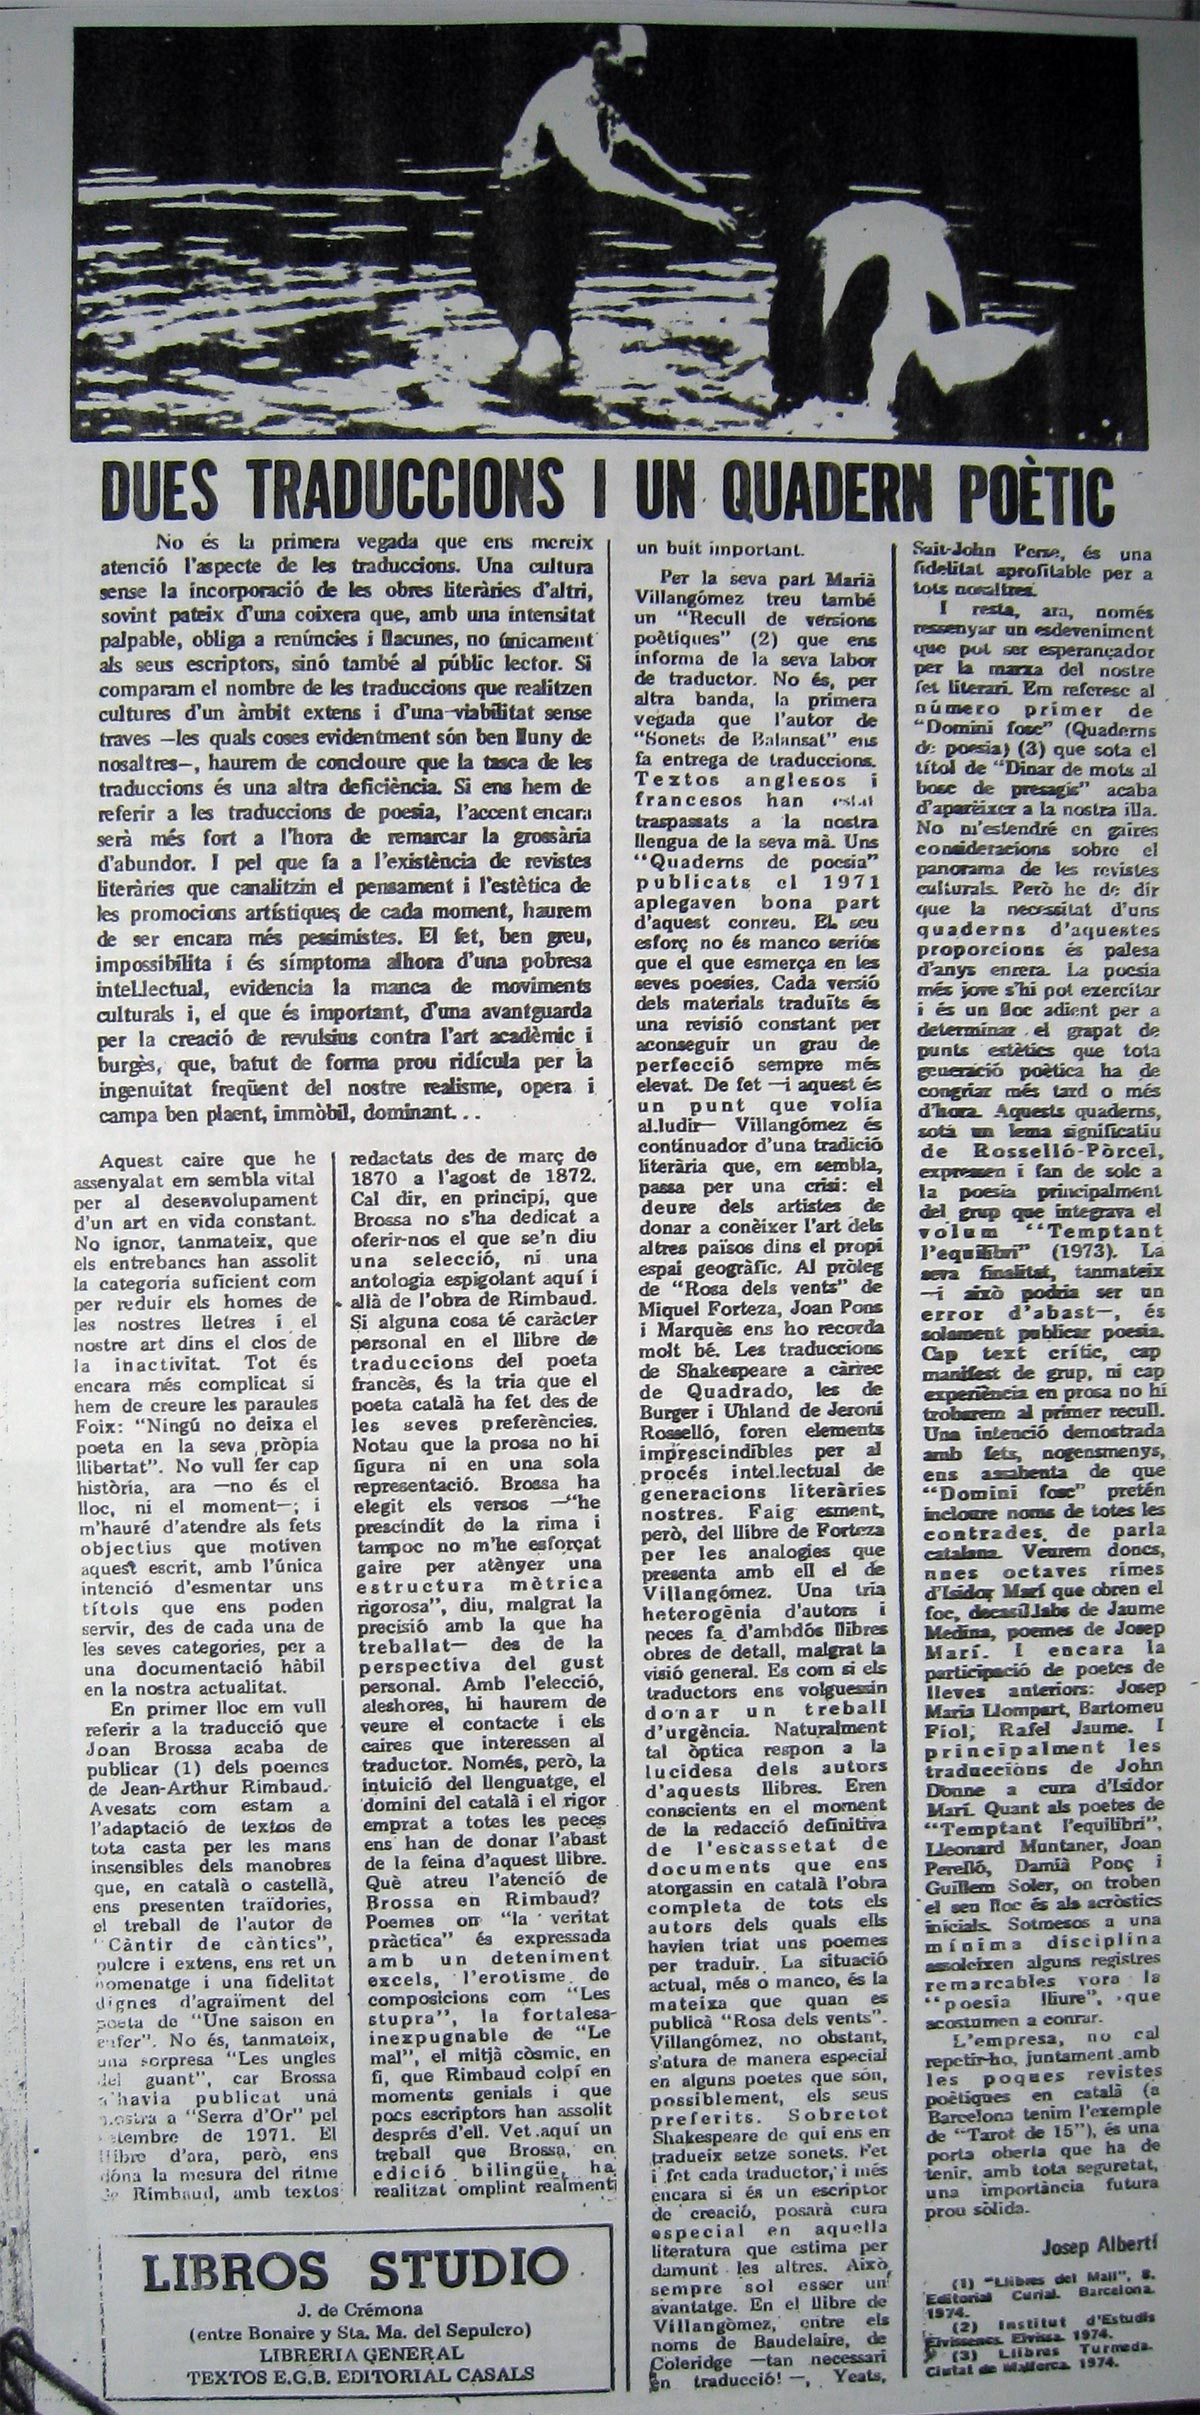 DUES TRADUCCIONS I UN QUADERN POÈTIC
No és la primera vegada que ens mereix
atenció l'aspecte de les traduccions. Una cultura
sense la incorporació de les obres literàries d'altri,
sovint pateix d'una coixera que, amb una intensitat
palpable, obliga a renúncies i llacunes, no únicament
als seus escriptors, sinó també al públic lector. Si
comparam el nombre de les traduccions que realitzen
cultures d'un àmbit extens i d'una viabilitat sense
traves —les quals coses evidentment són ben lluny de
nosaltres—, haurem de concloure que la tasca de les
traduccions és una altra deficiència. Si ens hem de
referir a les traduccions de poesia, l'accent encara
serà més fort a l'hora de remarcar la grossària
d'abundor. I pel que fa a l'existència de revistes
literàries que canalitzin el pensament i l'estètica de
les promocions artístiques de cada moment, haurem
de ser encara més pessimistes. El fet, ben greu,
impossibilita i és símptoma alhora d'una pobresa
intel.lectual, evidencia la manca de moviments
culturals i, el que és important, d'una avantguarda
per la creació de revulsius contra l'art acadèmic i
burgès, que, batut de forma prou ridícula per la
ingenuitat freqüent del nostre realisme, opera i
campa ben plaent, immòbil, dominant...
Aquest caire que he
assenyalat em sembla vital
per al desenvolupament
d'un art en vida constant.
No ignor, tanmateix, que
els entrebancs han assolit
la categoria suficient com
per reduir els homes de
les nostres lletres i el
nostre art dins el clos de
la inactivitat. Tot és
encara més complicat si
hem de creure les paraules
Foix: "Ningú no deixa el
poeta en la seva pròpia
llibertat". No vull fer cap
història, ara —no és el
lloc, ni el moment—; i
m'hauré d'atendre als fets
objectius que motiven
aquest escrit, amb l'única
intenció d'esmentar uns
títols que ens poden
servir, des de cada una de
les seves categories, per a
una documentació hàbil
en la nostra actualitat.
En primer lloc em vull
referir a la traducció que
Joan Brossa acaba de
publicar (1) dels poemes
de Jean-Arthur Rimbaud.
Avesats com estam a
l'adaptació de textos de
tota casta per les mans
insensibles dels manobres
que, en català o castellà,
ens presenten traïdories,
el treball de l'autor de
"Càntir de càntics",
pulcre i extens, ens ret un
homenatge i una fidelitat
dignes d'agraïment del
poeta de "Une saison en
enfer". No és, tanmateix,
una sorpresa "Les ungles
del guant", car Brossa
n'havia publicat una
mostra a "Serra d'Or" pel
setembre de 1971. El
llibre d'ara, però, ens
dóna la mesura del ritme
de Rimbaud, amb textos
redactats des de març de
1870 a l'agost de 1872.
Cal dir, en principi, que
Brossa no s'ha dedicat a
oferir-nos el que se'n diu
una selecció, ni una
antologia espigolant aquí i
allà de l'obra de Rimbaud.
Si alguna cosa té caràcter
personal en el llibre de
traduccions del poeta
francès, és la tria que el
poeta català ha fet des de
les seves preferències.
Notau que la prosa no hi
figura ni en una sola
representació. Brossa ha
elegit els versos —"he
prescindit de la rima i
tampoc no m'he esforçat
gaire per atènyer una
estructura mètrica
rigorosa", diu, malgrat la
precisió amb la que ha
treballat— des de la
perspectiva del gust
personal. Amb l'elecció,
aleshores, hi haurem de
veure el contacte i els
caires que interessen al
traductor. Només, però, la
intuïció del llenguatge, el
domini del català i el rigor
emprat a totes les peces
ens han de donar l'abast
de la feina d'aquest llibre.
Què atreu l'atenció de
Brossa en Rimbaud?
Poemes on "la veritat
pràctica" és expressada
amb un deteniment
excels, l'erotisme de
composicions com "Les
stupra", la fortalesa
inexpugnable de "Le
mal", el mitjà còsmic, en
fi, que Rimbaud colpí en
moments genials i que
pocs escriptors han assolit
després d'ell. Vet aquí un
treball que Brossa, en
edició bilingüe, ha
realitzat omplint realment
un buit important.
Per la seva part Marià
Villangómez treu també
un "Recull de versions
poètiques" (2) que ens
informa de la seva labor
de traductor. No és, per
altra banda, la primera
vegada que l'autor de
"Sonets de Balansat" ens
fa entrega de traduccions.
Textos anglesos i
francesos han estat
traspassats a la nostra
llengua de la seva mà. Uns
"Quaderns de poesia"
publicats el 1971
aplegaven bona part
d'aquest conreu. El seu
esforç no és manco seriós
que el que esmerça en les
seves poesies. Cada versió
dels materials traduïts és
una revisió constant per
aconseguir un grau de
perfecció sempre més
elevat. De fet —i aquest és
un punt que volia
al.ludir— Villangómez és
continuador d'una tradició
literària que, em sembla,
passa per una crisi: el
deure dels artistes de
donar a conèixer l'art dels
altres països dins el propi
espai geogràfic. Al pròleg
de "Rosa dels vents" de
Miquel Forteza, Joan Pons
i Marquès ens ho recorda
molt bé. Les traduccions
de Shakespeare a càrrec
de Quadrado, les de
Burger i Uhland de Jeroni
Rosselló, foren elements
imprescindibles per al
procés intel.lectual de
generacions literàries
nostres. Faig esment,
però, del llibre de Forteza
per les analogies que
presenta amb ell el de
Villangómez. Una tria
heterogènia d'autors i
peces fa d'ambdós llibres
obres de detall, malgrat la
visió general. Es com si els
traductors ens volguessin
donar un treball
d'urgència. Naturalment
tal òptica respon a la
lucidesa dels autors
d'aquests llibres. Eren
conscients en el moment
de la redacció definitiva
de l'escassetat de
documents que ens
atorgassin en català l'obra
completa de tots els
autors dels quals ells
havien triat uns poemes
per traduir. La situació
actual, més o manco, és la
mateixa que quan es
publicà "Rosa dels vents".
Villangómez, no obstant,
s'atura de manera especial
en alguns poetes que són,
possiblement, els seus
preferits. Sobretot
Shakespeare de qui ens en
tradueix setze sonets. Fet
i fet cada traductor, i més
encara si és un escriptor
de creació, posarà cura
especial en aquella
literatura que estima per
damunt les altres. Això,
sempre sol esser un
avantatge. En el llibre de
Villangòmez, entre els
noms de Baudelaire, de
Coleridge —tan necessari
en traducció! —, Yeats,
Sait-John Perse, és una
fidelitat aprofitable per a
tots nosaltres.
I resta, ara, només
ressenyar un esdeveniment
que pot ser esperançador
per la marxa del nostre
fet literari. Em referesc al
número primer de
"Domini fosc" (Quaderns
de poesia) (3) que sota el
títol de "Dinar de mots al
bosc de presagis" acaba
d'aparèixer a la nostra illa.
No m'estendré en gaires
consideracions sobre el
panorama de les revistes
culturals. Però he de dir
que la necessitat d'uns
quaderns d'aquestes
proporcions és palesa
d'anys enrera. La poesia
més jove s'hi pot exercitar
i és un lloc adient per a
determinar el grapat de
punts estètics que tota
generació poètica ha de
congriar més tard o més
d'hora. Aquests quaderns,
sota un lema significatiu
de Rosselló-Pòrcel,
expressen i fan de solc a
la poesia principalment
del grup que integrava el
volum "Temptant
l'equilibri" (1973). La
seva finalitat, tanmateix
—i això podria ser un
error d'abast—, és
solament publicar poesia.
Cap text crític, cap
manifest de grup, ni cap
experiència en prosa no hi
trobarem al primer recull.
Una intenció demostrada
amb fets, nogensmenys,
ens assabenta de que
"Domini fosc" pretén
incloure noms de totes les
contrades de parla
catalana. Veurem doncs,
unes octaves rimes
d'Isidor Marí que obren el
foc, decasíl.labs de Jaume
Medina, poemes de Josep
Marí. I encara la
participació de poetes de
lleves anteriors: Josep
Maria Llompart, Bartomeu
Fiol, Rafel Jaume. I
principalment les
traduccions de John
Donne a cura d'Isidor
Marí. Quant als poetes de
"Temptant l'equilibri",
Lleonard Muntaner, Joan
Perelló, Damià Ponç i
Guillem Soler, on troben
el seu lloc és als acròstics
inicials. Sotmesos a una
mínima disciplina
assoleixen alguns registres
remarcables vora la
"poesia lliure", que
acostumen a conrar.
L'empresa, no cal
repetir-ho, juntament amb
les poques revistes
poètiques en català (a
Barcelona tenim l'exemple
de "Tarot de 15"), és una
porta oberta que ha de
tenir, amb tota seguretat,
una importància futura
prou sòlida.
Josep Albertí
(1) "Llibres del Mall", 8.
Editorial Curial. Barcelona.
1974.
(2) Institut d'Estudis
Eivissencs. Eivissa. 1974.
(3) Llibres Turmeda.
Ciutat de Mallorca. 1974.
LIBROS STUDIO
J. de Crémona
(entre Bonaire y Sta. Ma. del Sepulcro)
LIBRERIA GENERAL
TEXTOS E.G.B. EDITORIAL CASALS